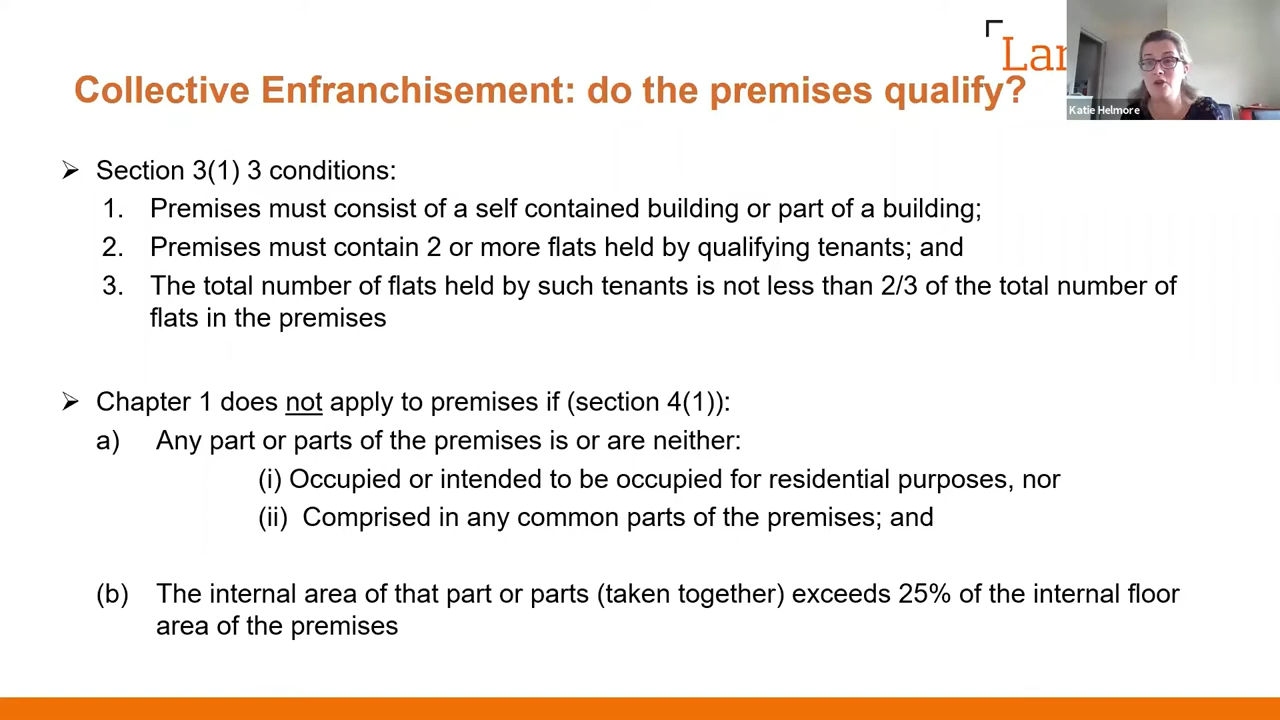 Lan
Katie Helmore
Collective Enfranchisement: do the premises qualify?
➢ Section 3(1) 3 conditions:
1. Premises must consist of a self contained building or part of a building;
2. Premises must contain 2 or more flats held by qualifying tenants; and
3. The total number of flats held by such tenants is not less than 2/3 of the total number of
flats in the premises
➢ Chapter 1 does not apply to premises if (section 4(1)):
a) Any part or parts of the premises is or are neither:
(i) Occupied or intended to be occupied for residential purposes, nor
(ii) Comprised in any common parts of the premises; and
(b) The internal area of that part or parts (taken together) exceeds 25% of the internal floor
area of the premises